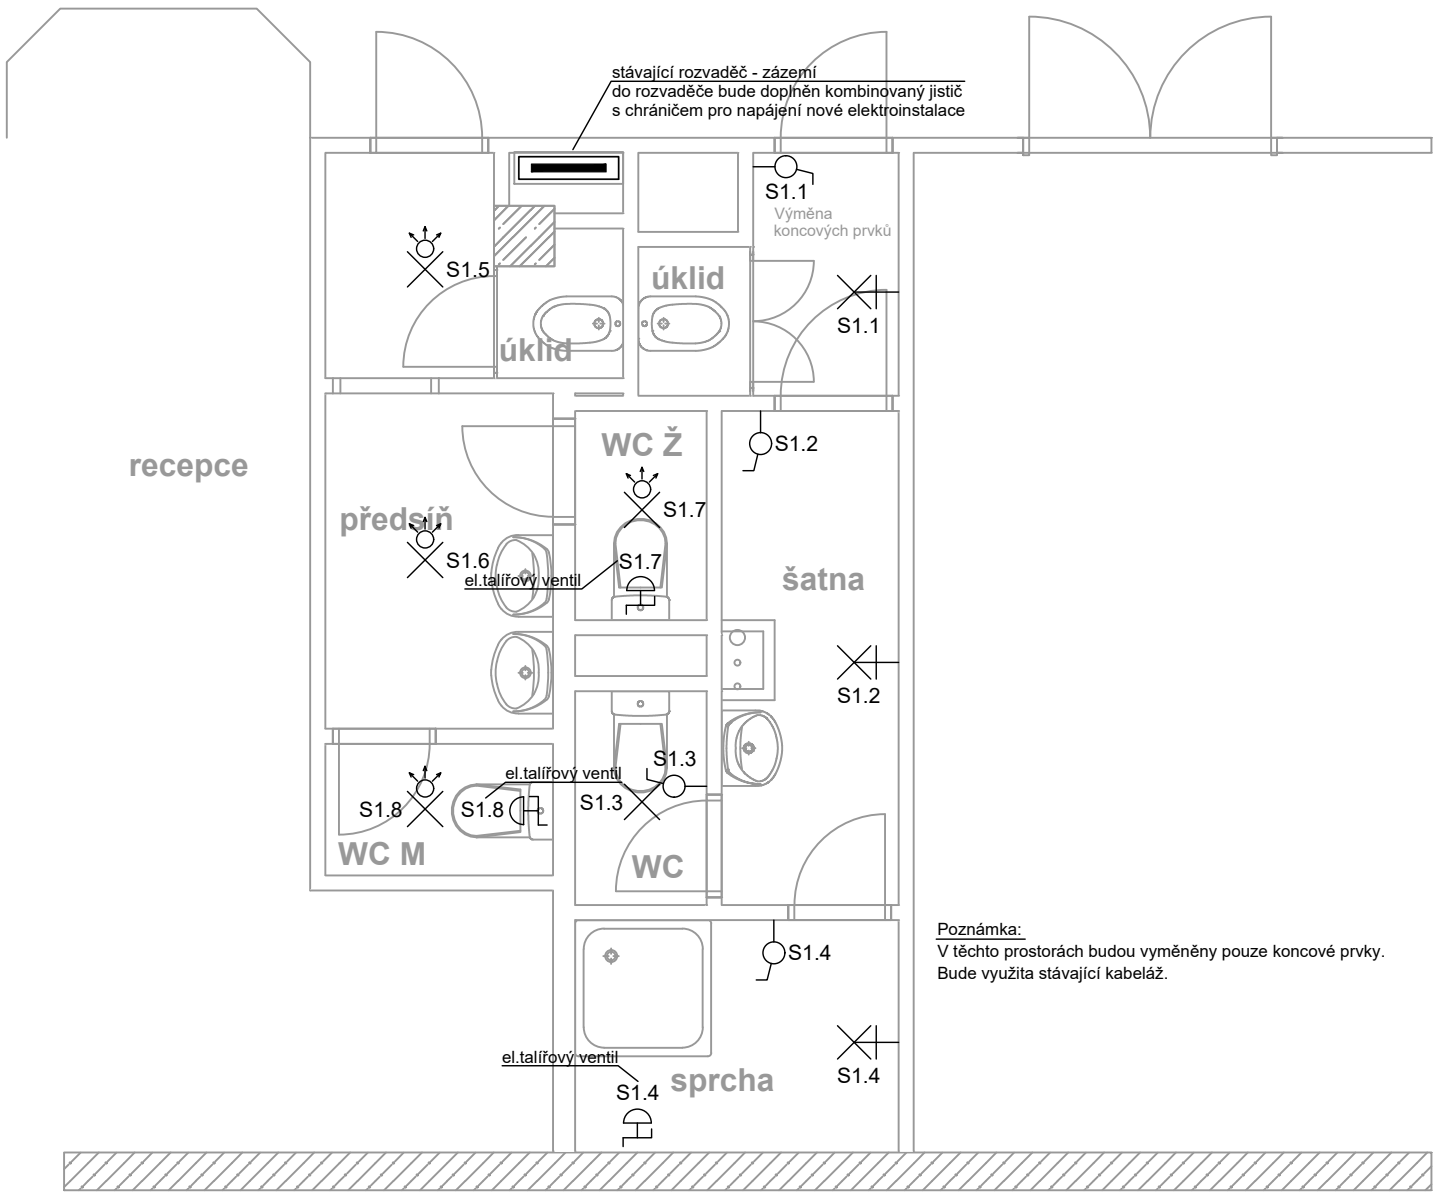 stávající rozvaděč - zázemí
do rozvaděče bude doplněn kombinovaný jistič
s chráničem pro napájení nové elektroinstalace
S1.1
Výměna
koncových prvků
S1.5
úklid
S1.1
úklid
WC Ž
S1.2
recepce
předsíň
S1.7
S1.6
S1.7
el.talířový ventil
šatna
S1.2
S1.3
el.talířový ventil
S1.3
S1.8
S1.8
WC M
WC
Poznámka:
V těchto prostorách budou vyměněny pouze koncové prvky.
Bude využita stávající kabeláž.
S1.4
el.talířový ventil
sprcha
S1.4
S1.4